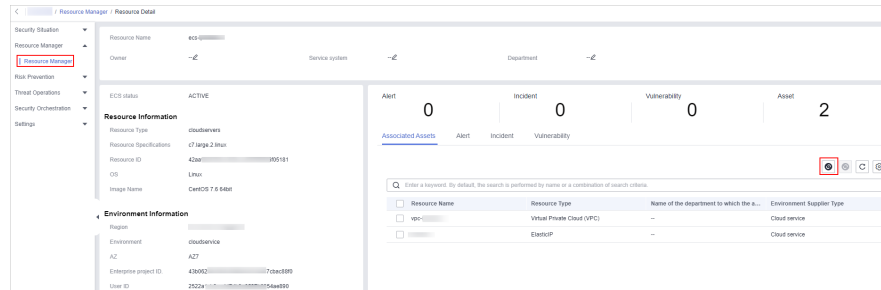 / Resource Manager / Resource Detail
Security Situation
Resource Manager
Resource Manager
Risk Prevention
Threat Operations
Security Orchestration
Settings
Resource Name ecs-
Owner -- Service system -- Department --
ECS status ACTIVE
Resource Information
Resource Type cloudservers
Resource Specifications c7.large.2.linux
Resource ID 42aa f05181
OS Linux
Image Name CentOS 7.6 64bit
Environment Information
Region
Environment cloudservice
AZ AZ7
Enterprise project ID 43b062 7cbac88f0
User ID 2522a 54ae890
Alert Incident Vulnerability Asset
0 0 0 2
Associated Assets Alert Incident Vulnerability
Enter a keyword. By default, the search is performed by name or a combination of search criteria.
Resource Name Resource Type Name of the department to which the a... Environment Supplier Type
vpc- Virtual Private Cloud (VPC) -- Cloud service
ElasticIP -- Cloud service